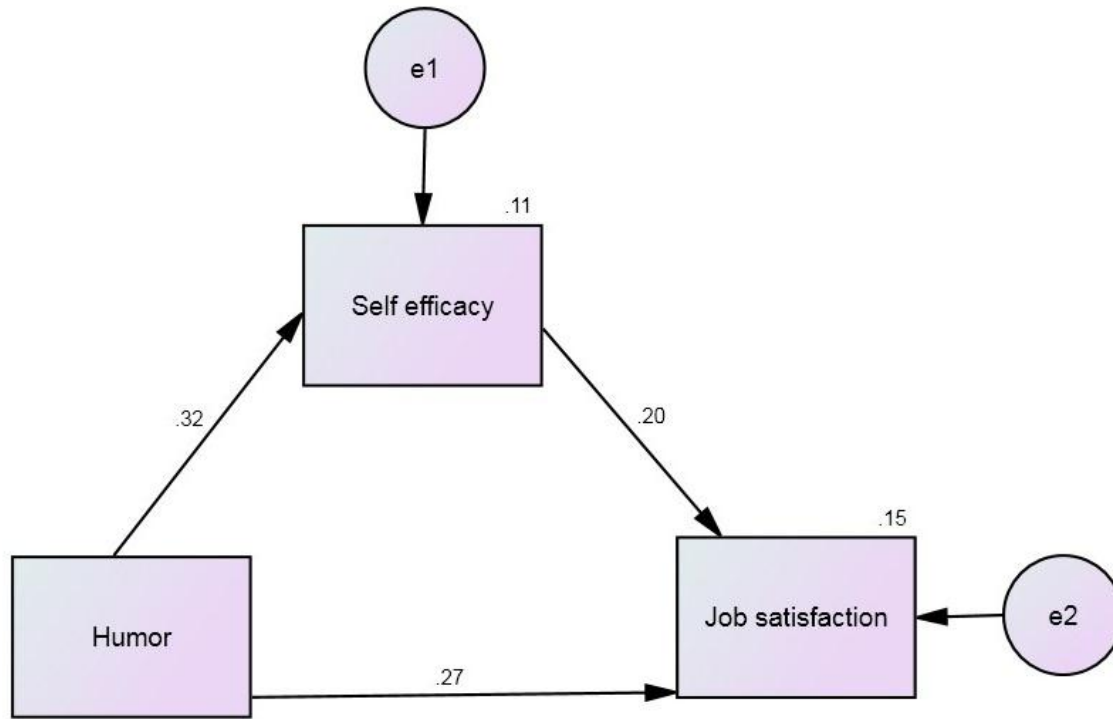 e1
.11
Self efficacy
.32
.20
.15
Humor
Job satisfaction
e2
.27